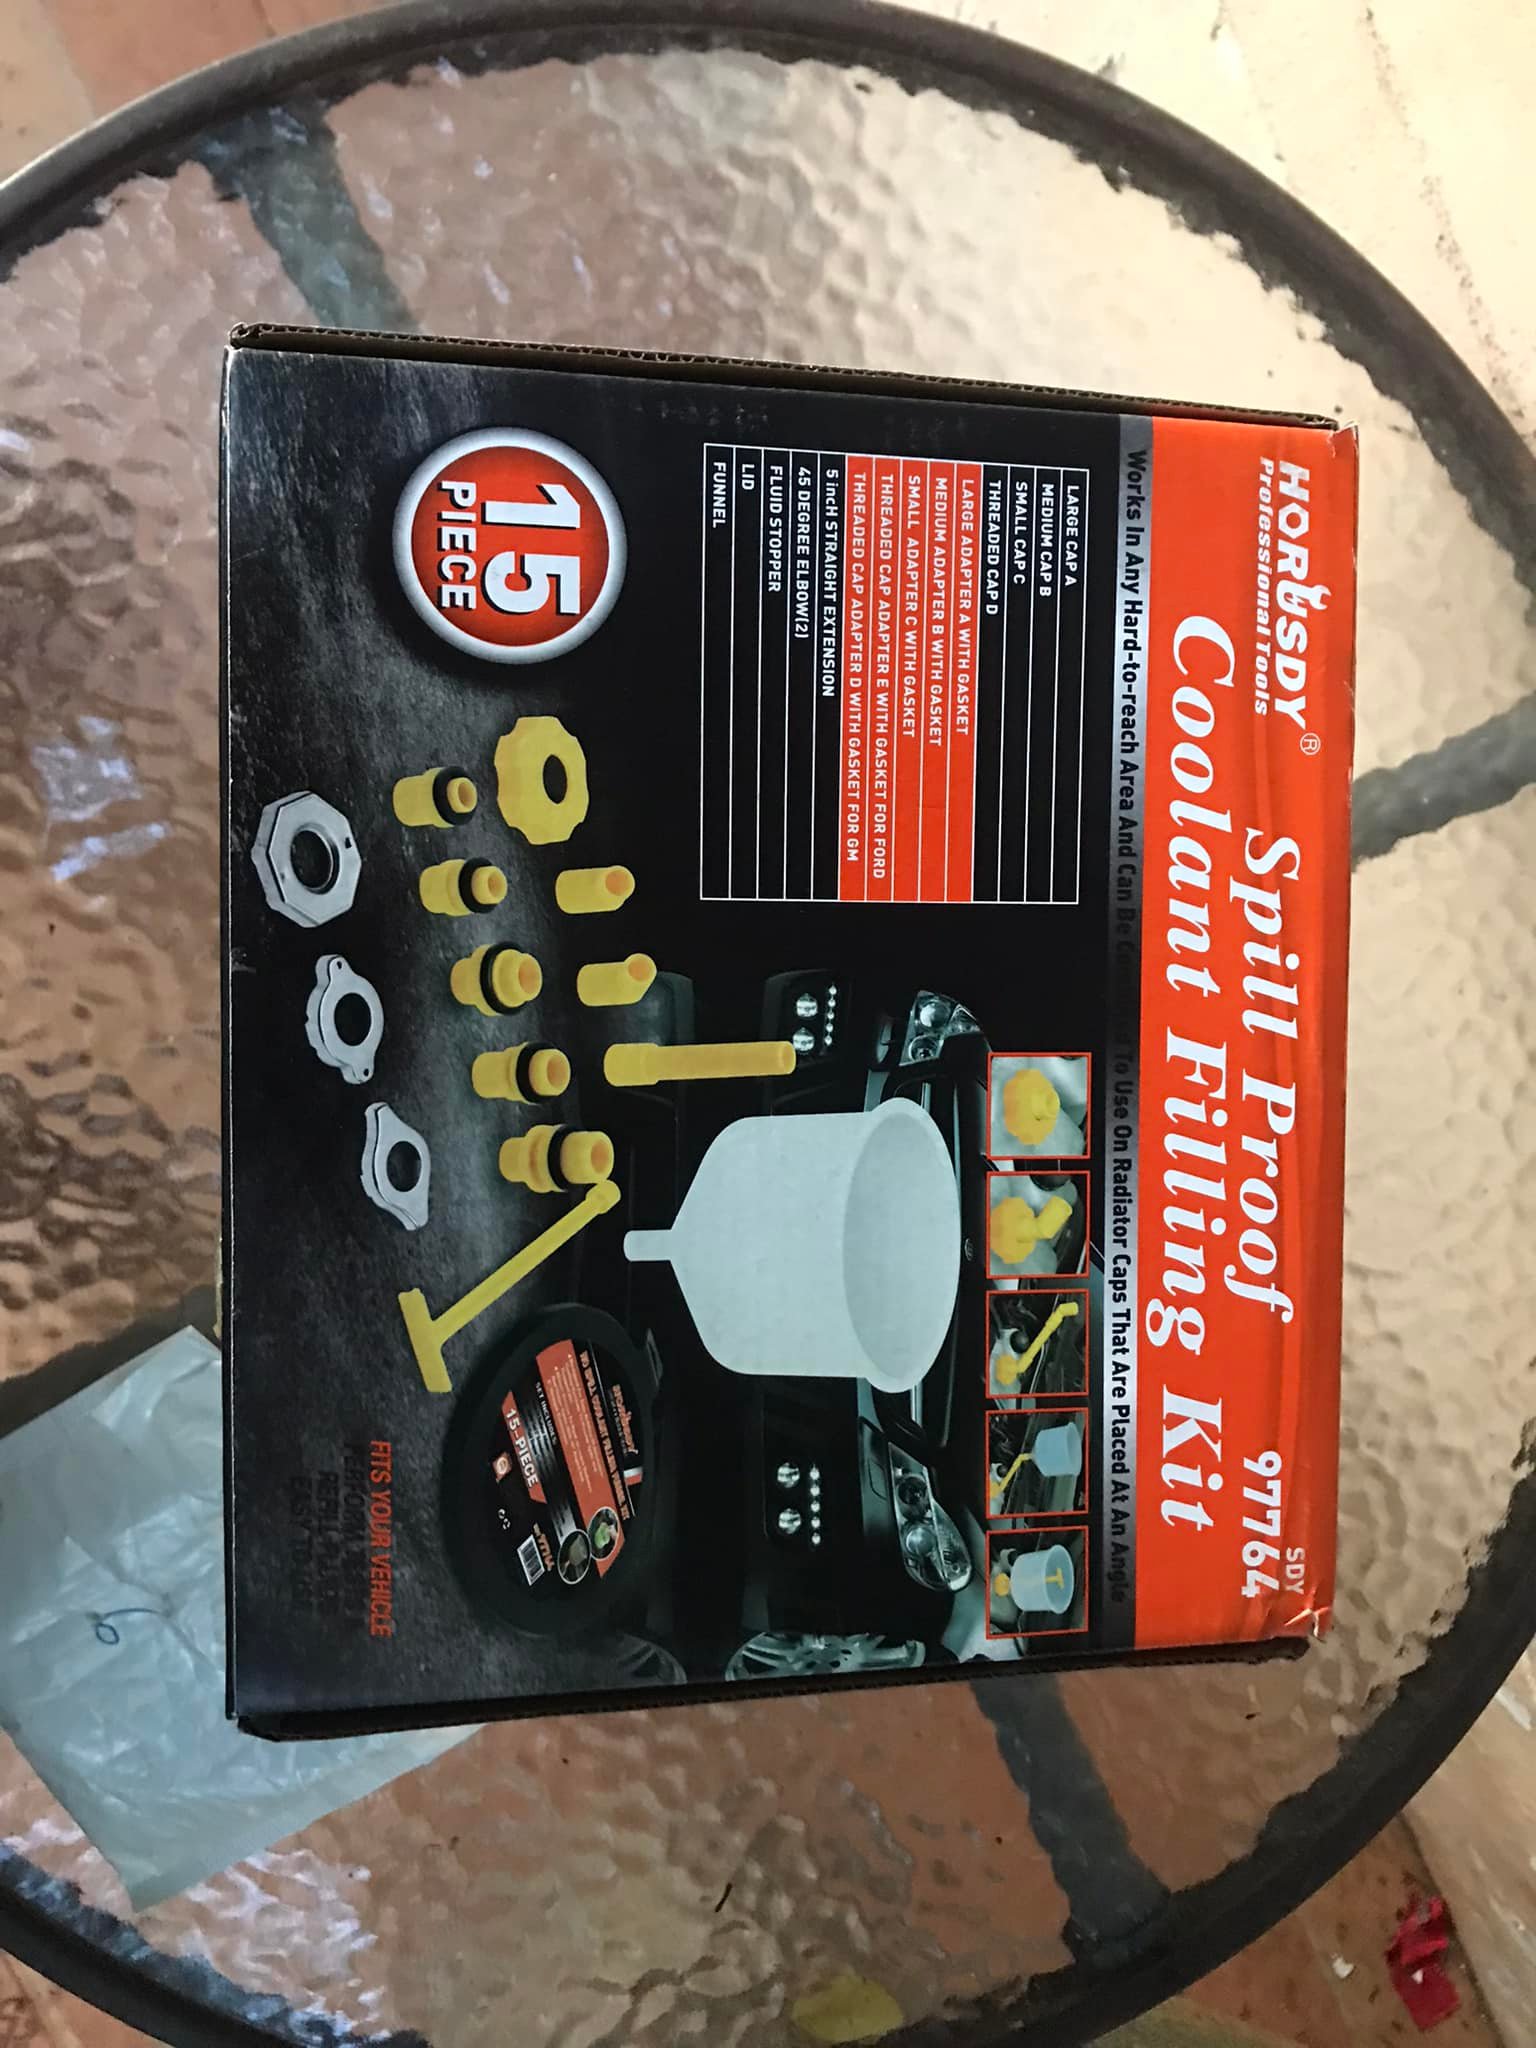 HORUSDY®
Professional Tools
Spill Proof
Coolant Filling Kit
SDY
97764
Works In Any Hard-to-reach Area And Can Be To Use On Radiator Caps That Are Placed At An Angle
LARGE CAP A
MEDIUM CAP B
SMALL CAP C
THREADED CAP D
LARGE ADAPTER A WITH GASKET
MEDIUM ADAPTER B WITH GASKET
SMALL ADAPTER C WITH GASKET
THREADED CAP ADAPTER E WITH GASKET FOR FORD
THREADED CAP ADAPTER D WITH GASKET FOR GM
5 inch STRAIGHT EXTENSION
45 DEGREE ELBOW(2)
FLUID STOPPER
LID
FUNNEL
15
PIECE
SET INCLUDES:
15-PIECE
FITS YOUR VEHICLE